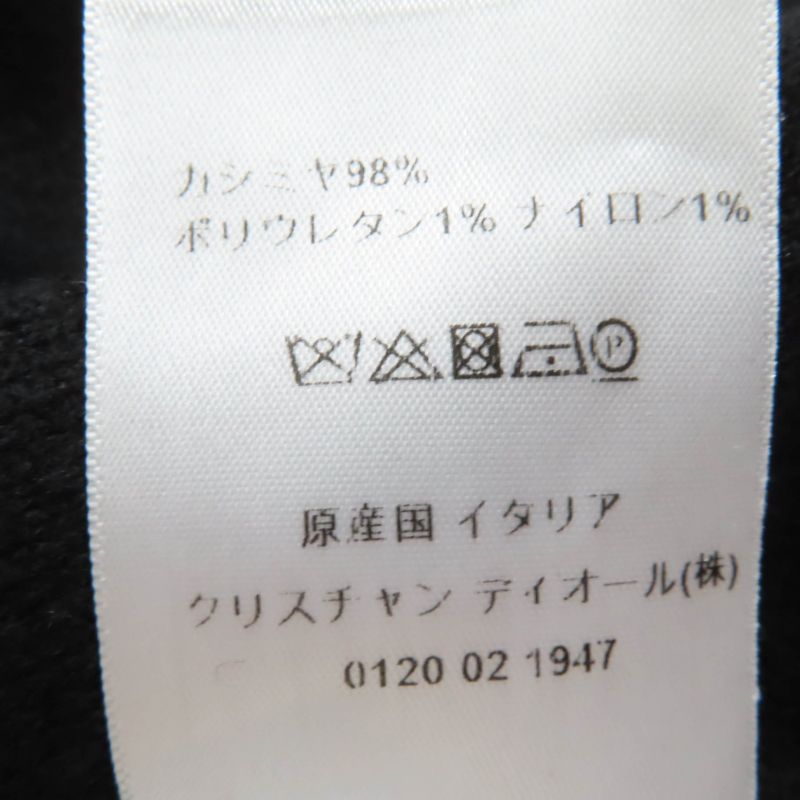 カシミヤ98%
ポリウレタン1% ナイロン1%
P
原産国 イタリア
クリスチャン ディオール(株)
0120 02 1947